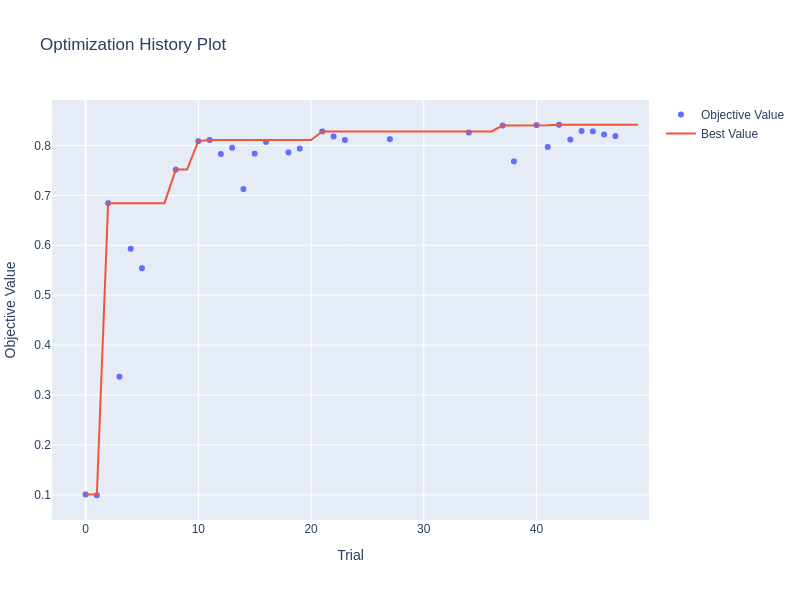 Optimization History Plot
Objective Value
Best Value
0.8
0.7
0.6
0.5
0.4
0.3
0.2
0.1
Objective Value
0
10
20
30
40
Trial